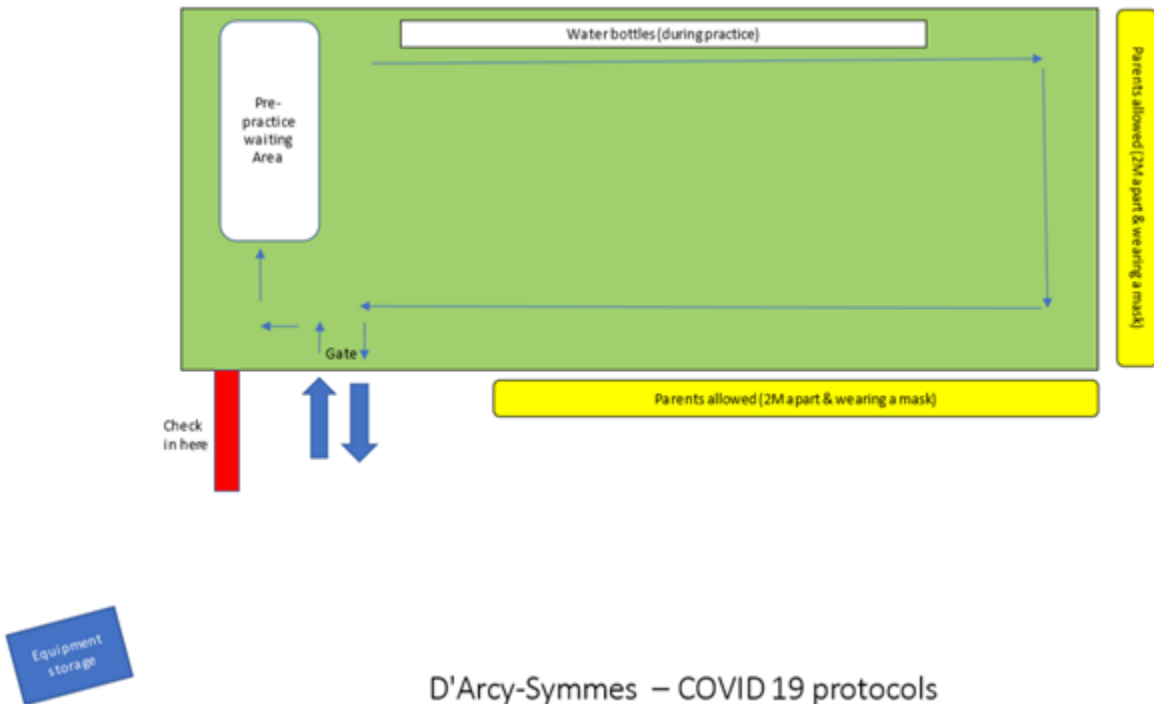 Water bottles (during practice)
Pre-
practice
waiting
Area
Parents allowed (2M apart & wearing a mask)
Gate
Parents allowed (2M apart & wearing a mask)
Check
in here
Equipment
storage
D'Arcy-Symmes – COVID 19 protocols